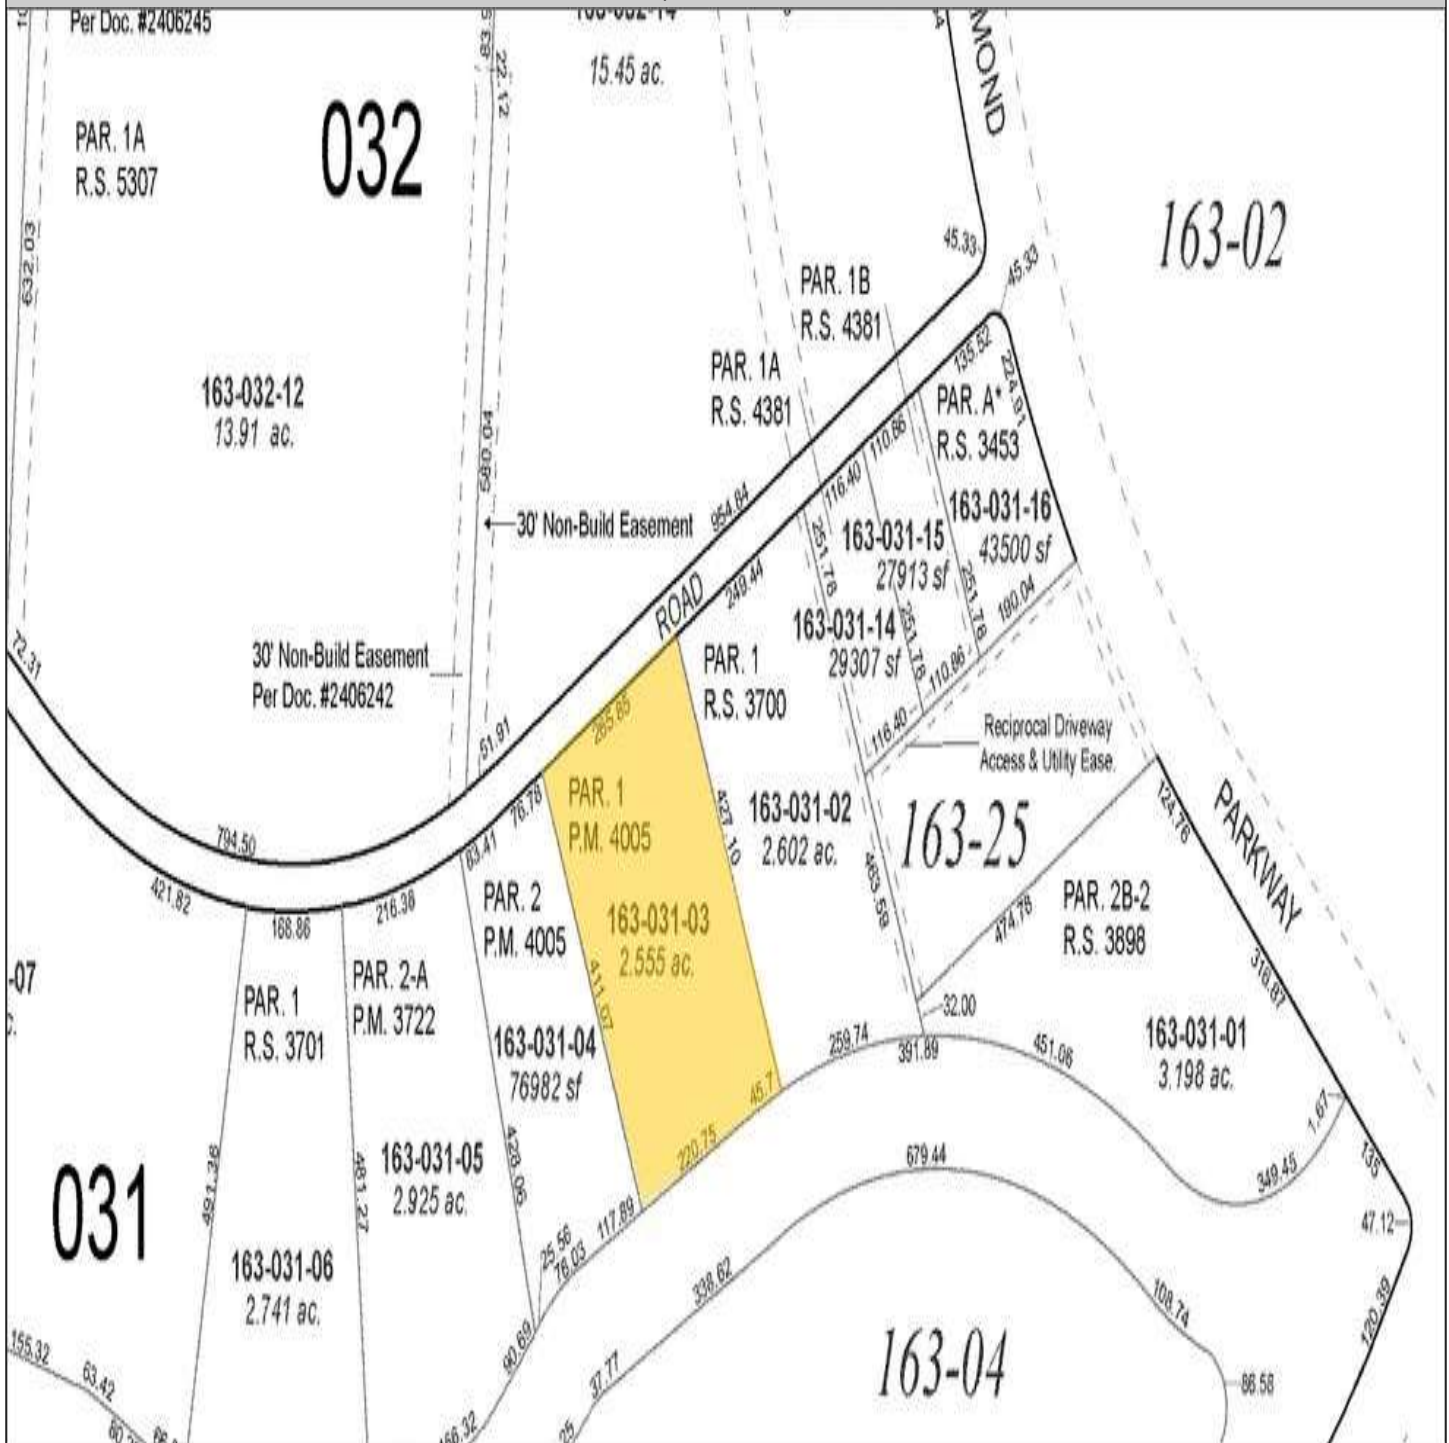 Per Doc. #2406245
15.45 ac.
22.12
MOND
PAR. 1A
R.S. 5307
032
163-02
632.03
45.33
45.33
PAR. 1B
R.S. 4381
PAR. 1A
R.S. 4381
135.52
224.91
163-032-12
13.91 ac.
PAR. A*
R.S. 3453
580.04
110.86
116.40
954.84
30' Non-Build Easement
163-031-16
43500 sf
163-031-15
27913 sf
251.78
249.44
ROAD
251.78
190.04
163-031-14
29307 sf
251.78
72.31
30' Non-Build Easement
Per Doc. #2406242
PAR. 1
R.S. 3700
110.86
116.40
265.65
51.91
Reciprocal Driveway
Access & Utility Ease.
76.78
PAR. 1
P.M. 4005
427.10
163-031-02
2.602 ac.
163-25
124.76
PARKWAY
794.50
93.41
463.59
421.82
168.86
216.38
PAR. 2
P.M. 4005
163-031-03
2.555 ac.
474.78
PAR. 2B-2
R.S. 3898
-07
PAR. 1
R.S. 3701
PAR. 2-A
P.M. 3722
411.07
316.87
32.00
163-031-04
76982 sf
259.74
391.89
451.06
163-031-01
3.198 ac.
45.7
1.67
220.75
031
491.36
481.27
163-031-05
2.925 ac.
428.06
679.44
349.45
135
47.12
117.89
25.56
76.03
163-031-06
2.741 ac.
338.62
108.74
120.39
155.32
63.42
90.69
37.77
163-04
86.58
25